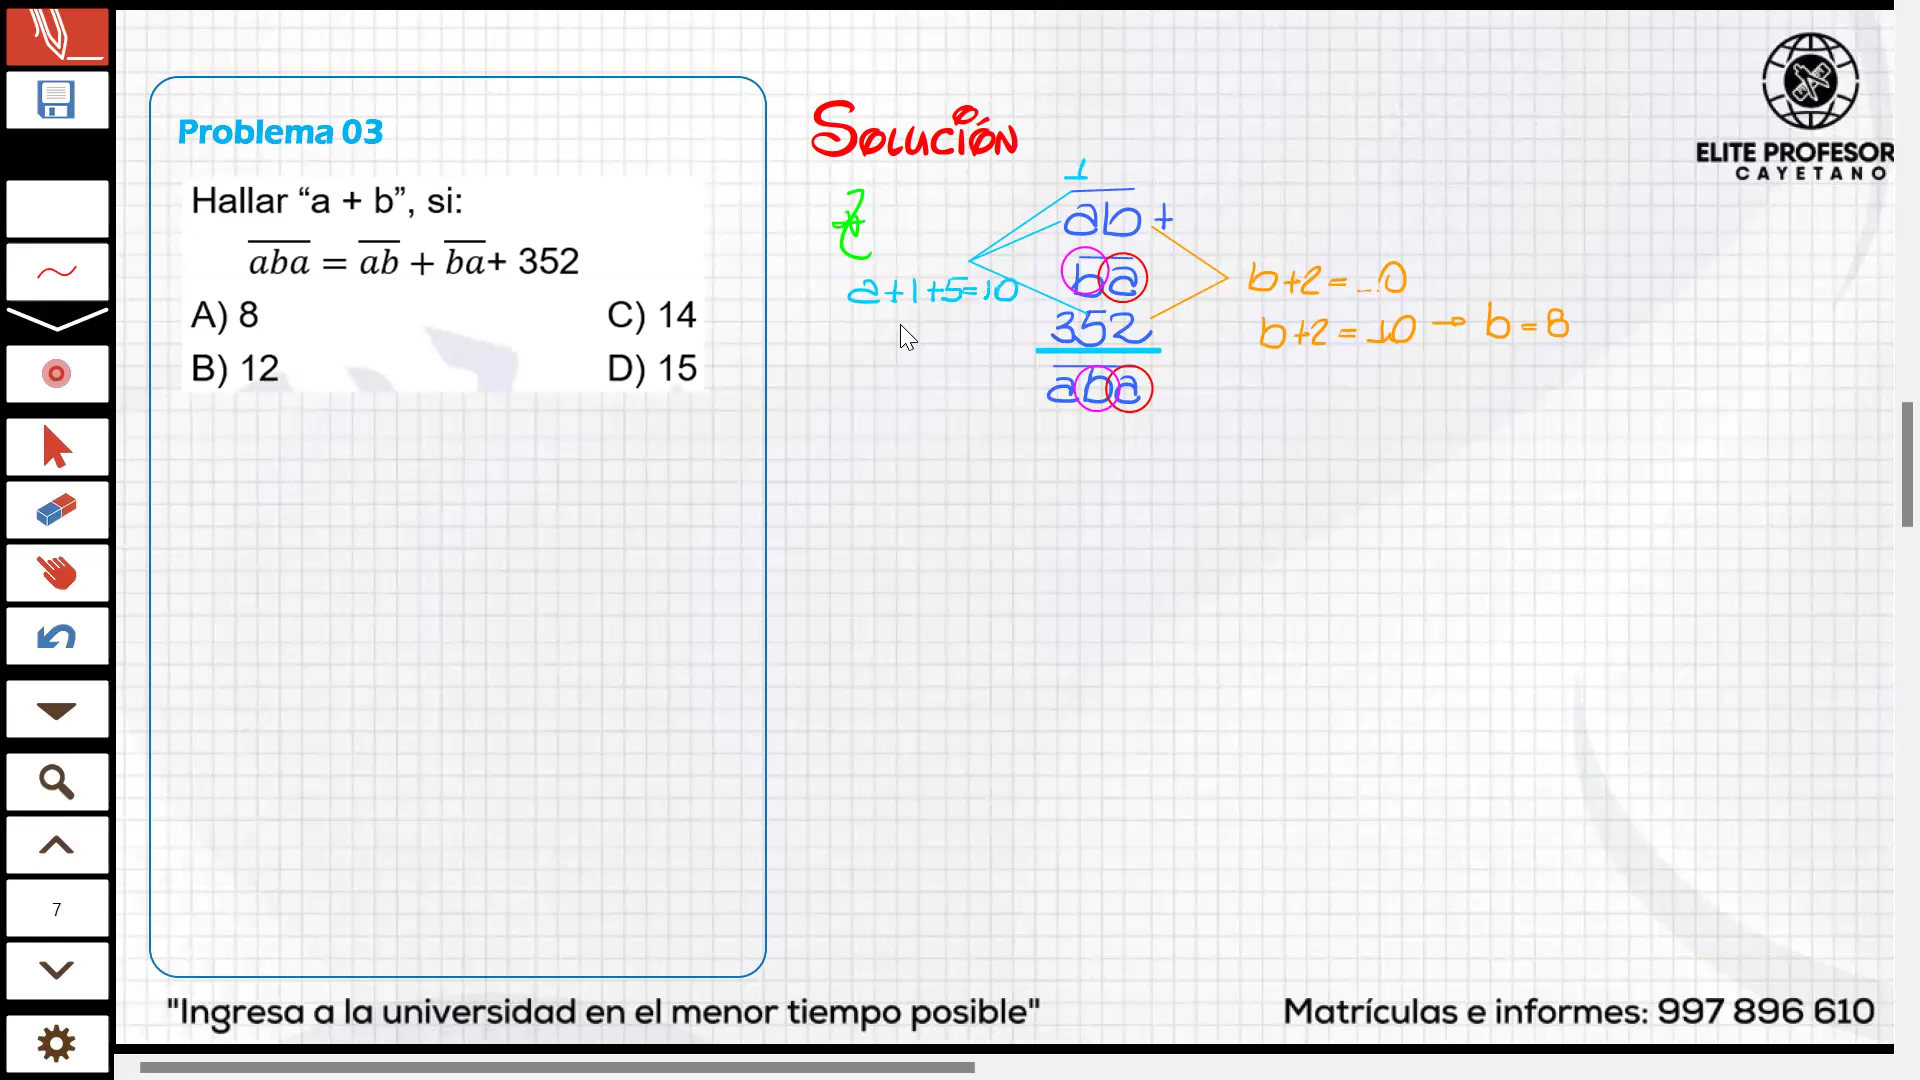 Problema 03
Hallar “a + b”, si:
aba = ab + ba+ 352
A) 8
C) 14
B) 12
D) 15
SOLUCIÓN
1
ab +
ba
352
aba
a+1+5=10
b+2=...0
b+2=10 → b=8
ELITE PROFESOR
CAYETANO
7
"Ingresa a la universidad en el menor tiempo posible"
Matrículas e informes: 997 896 610